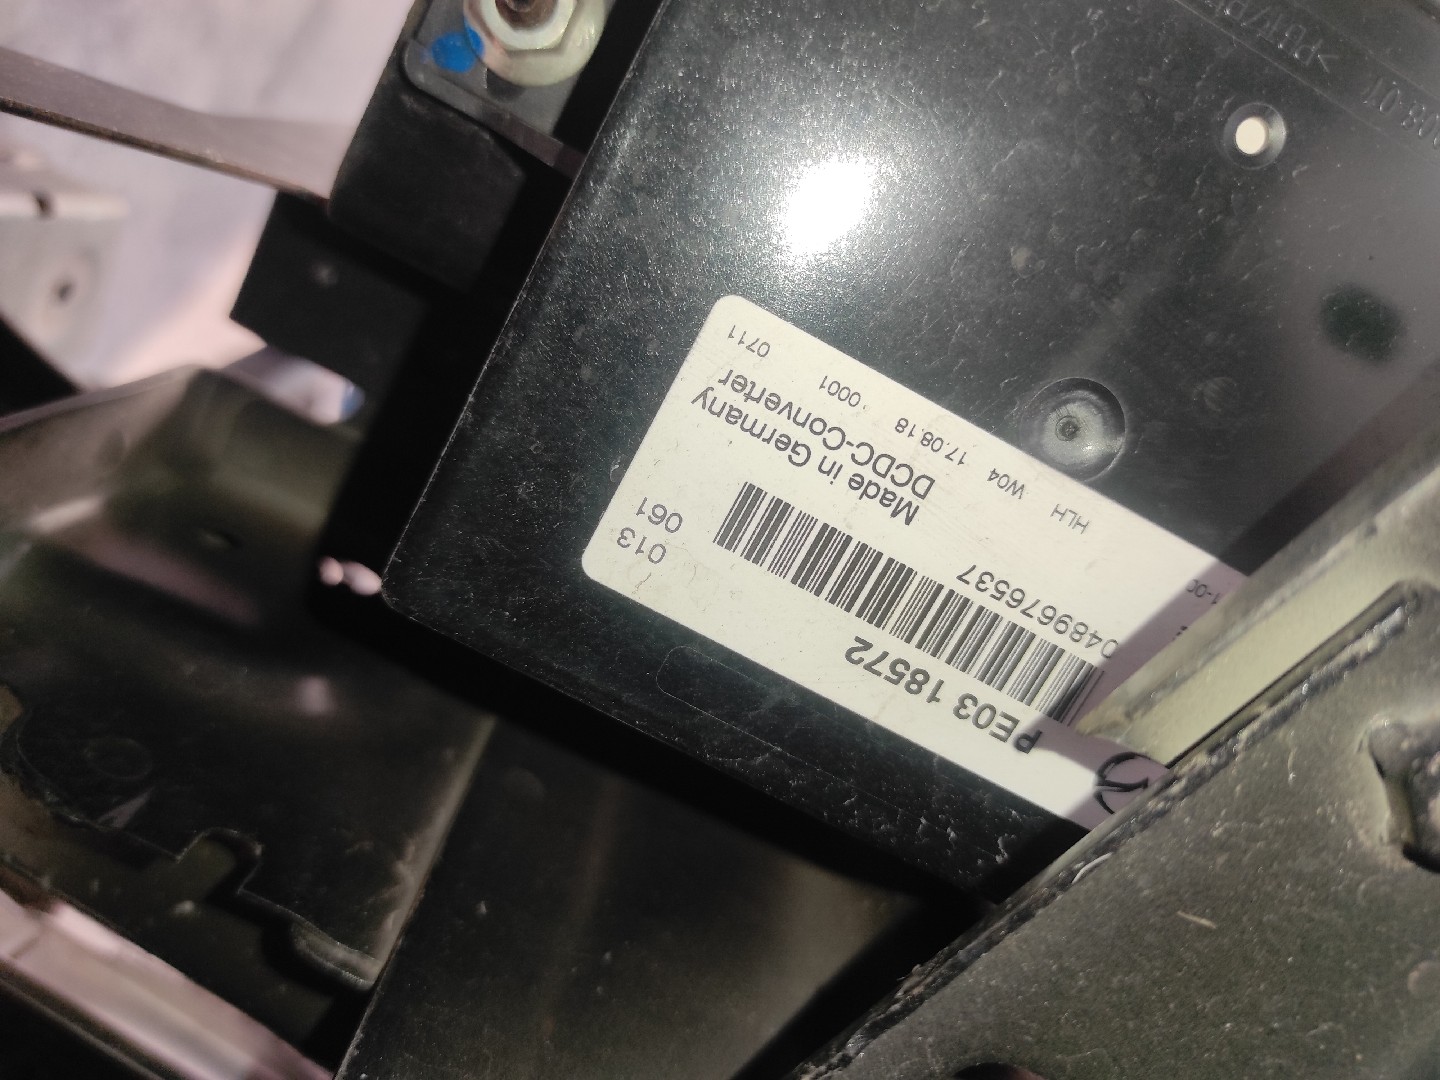 PE03 18572
0489676537
013
061
Made in Germany
DCDC-Converter
HLH W04 17.08.18 0001
0711